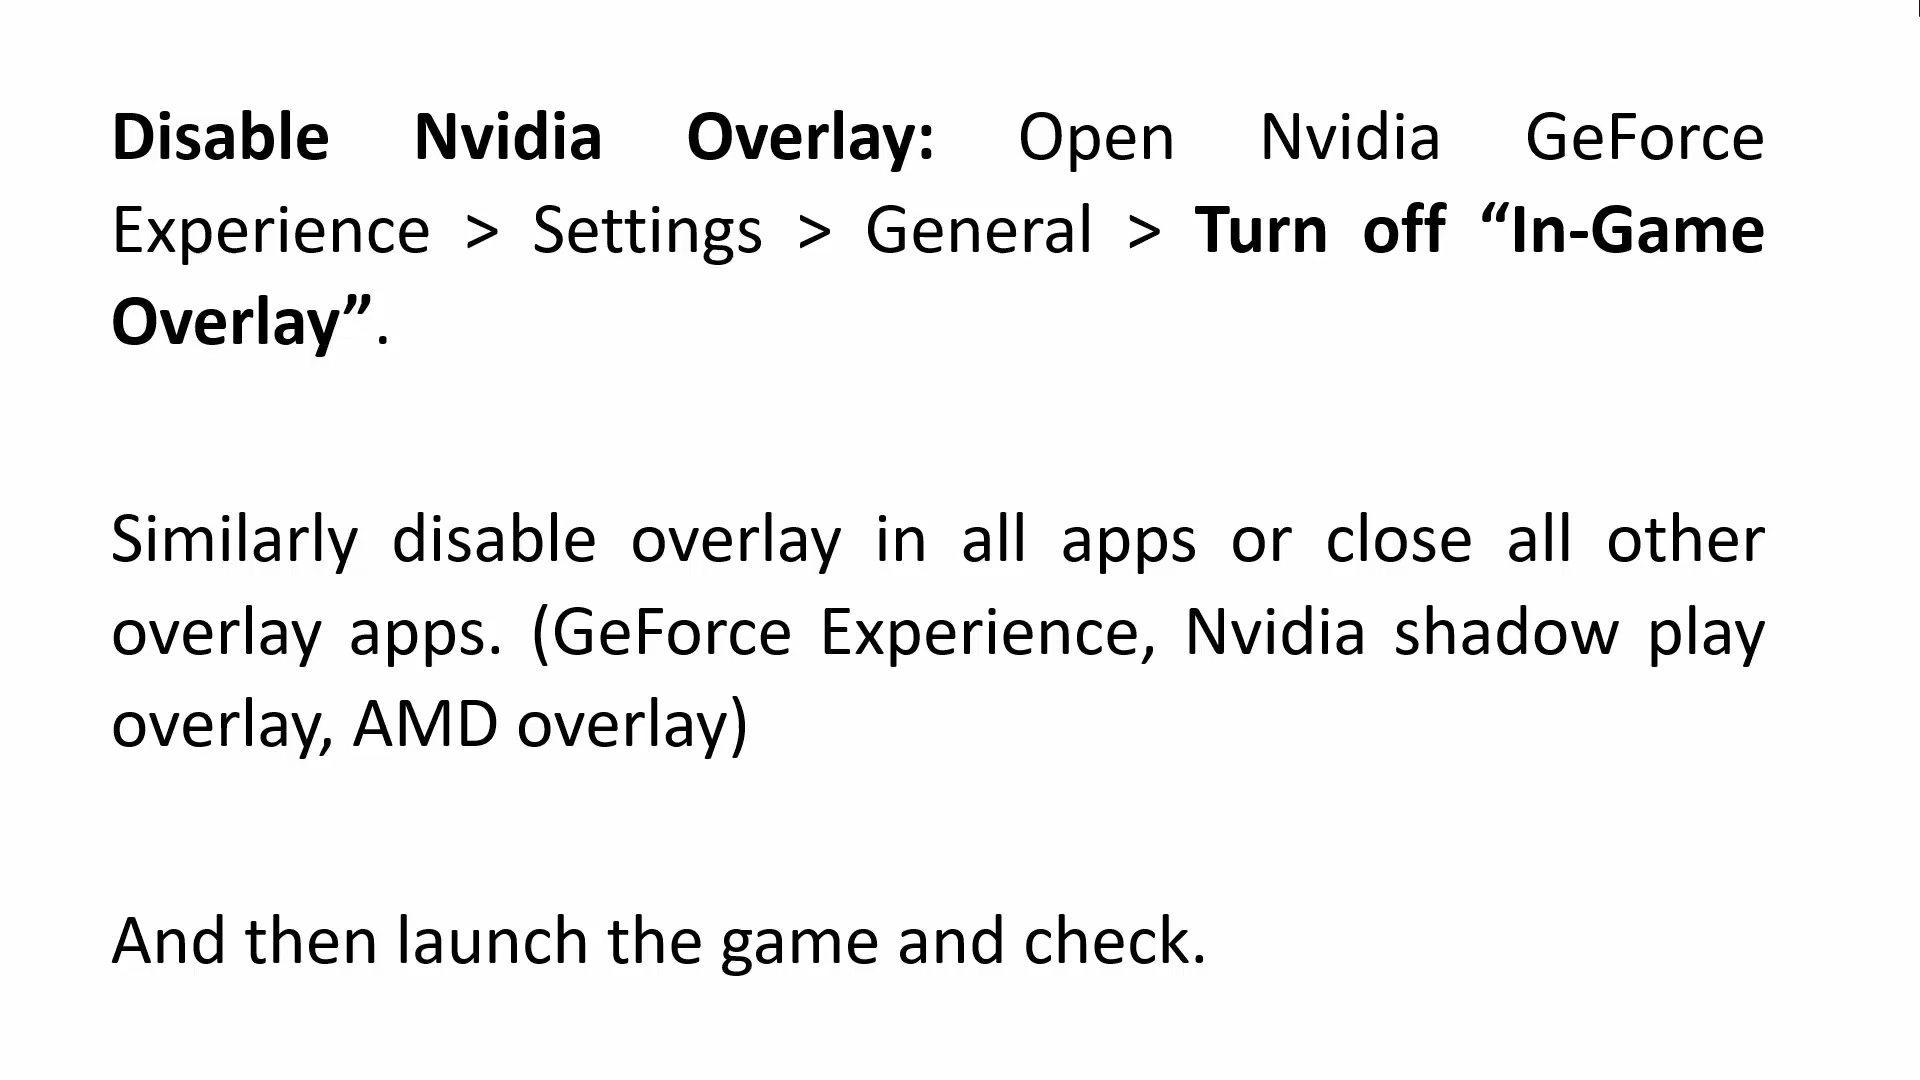 Disable Nvidia Overlay: Open Nvidia GeForce
Experience > Settings > General > Turn off “In-Game
Overlay”.
Similarly disable overlay in all apps or close all other
overlay apps. (GeForce Experience, Nvidia shadow play
overlay, AMD overlay)
And then launch the game and check.